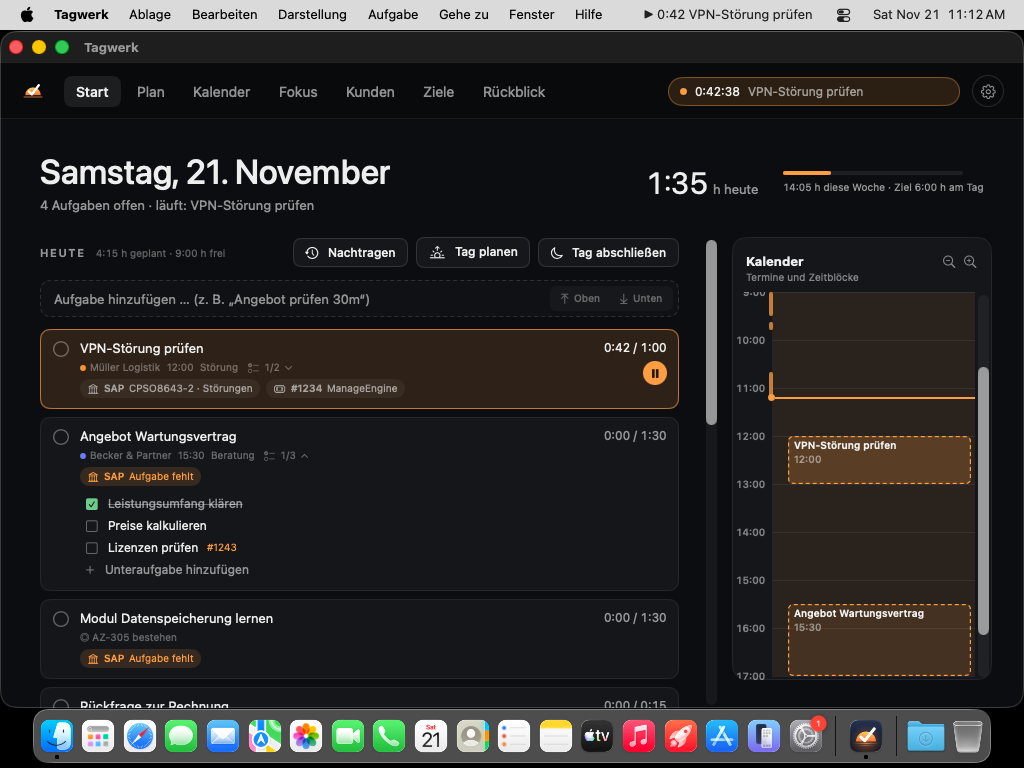 Tagwerk Ablage Bearbeiten Darstellung Aufgabe Gehe zu Fenster Hilfe 0:42 VPN-Störung prüfen Sat Nov 21 11:12 AM
Tagwerk
Start Plan Kalender Fokus Kunden Ziele Rückblick 0:42:38 VPN-Störung prüfen
Samstag, 21. November
4 Aufgaben offen · läuft: VPN-Störung prüfen
1:35 h heute
14:05 h diese Woche · Ziel 6:00 h am Tag
HEUTE 4:15 h geplant · 9:00 h frei
Nachtragen Tag planen Tag abschließen
Aufgabe hinzufügen ... (z. B. „Angebot prüfen 30m“) Oben Unten
VPN-Störung prüfen 0:42 / 1:00
Müller Logistik 12:00 Störung 1/2
SAP CPSO8643-2 · Störungen #1234 ManageEngine
Angebot Wartungsvertrag 0:00 / 1:30
Becker & Partner 15:30 Beratung 1/3
SAP Aufgabe fehlt
Leistungsumfang klären
Preise kalkulieren
Lizenzen prüfen #1243
+ Unteraufgabe hinzufügen
Modul Datenspeicherung lernen 0:00 / 1:30
AZ-305 bestehen
SAP Aufgabe fehlt
Rückfrage zur Rechnung 0:00 / 0:15
Kalender
Termine und Zeitblöcke
9:00
10:00
11:00
12:00
VPN-Störung prüfen
12:00
13:00
14:00
15:00
Angebot Wartungsvertrag
15:30
16:00
17:00
Sat
21
tv
1